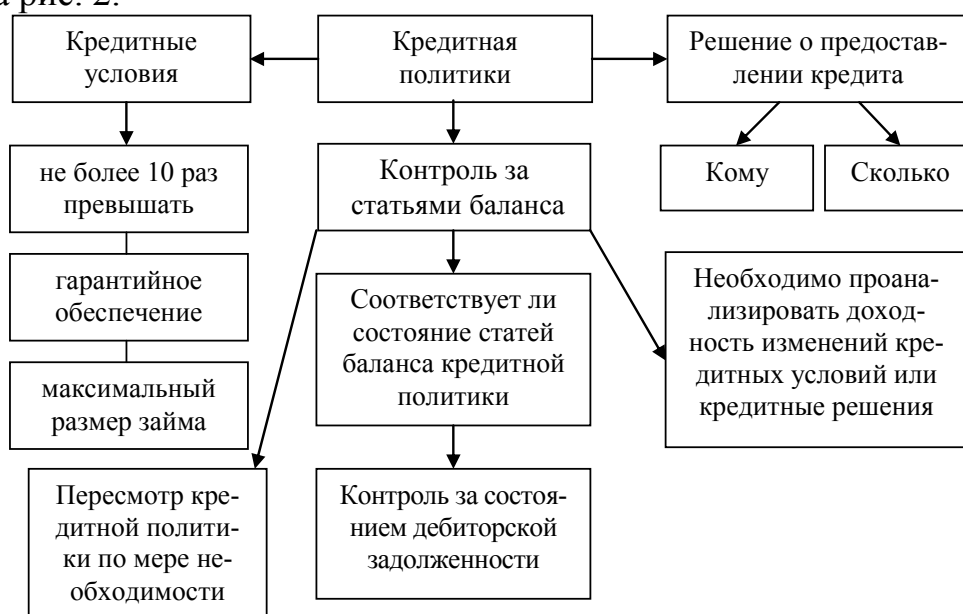 а рис. 2.
Кредитные
условия
Кредитная
политики
Решение о предостав-
лении кредита
не более 10 раз
превышать
Контроль за
статьями баланса
Кому
Сколько
гарантийное
обеспечение
Соответствует ли
состояние статей
баланса кредитной
политики
Необходимо проана-
лизировать доход-
ность изменений кре-
дитных условий или
кредитные решения
максимальный
размер займа
Пересмотр кре-
дитной полити-
ки по мере не-
обходимости
Контроль за состоя-
нием дебиторской
задолженности